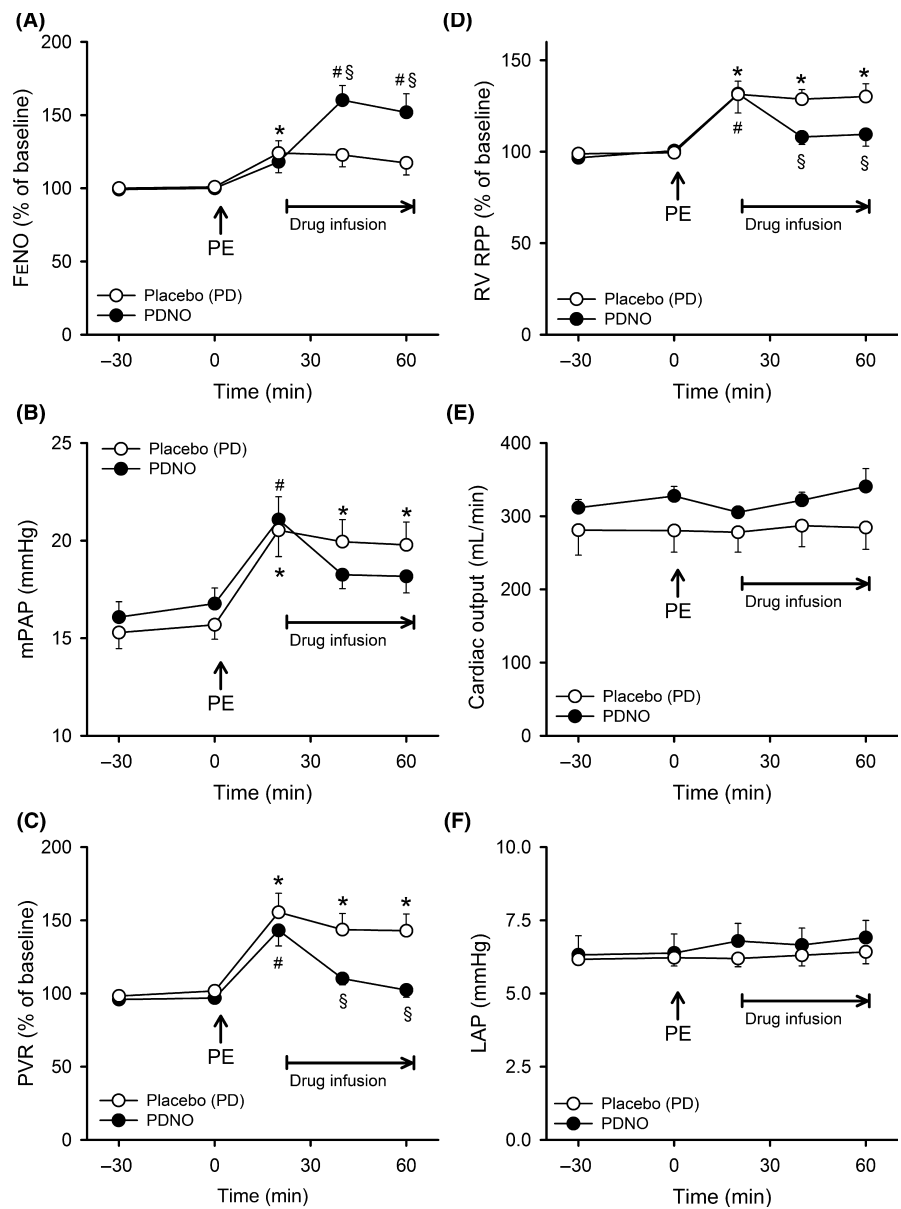 (A)
200
150
100
50
0
FENO (% of baseline)
# §
# §
*
PE
Drug infusion
Placebo (PD)
PDNO
–30 0 30 60
Time (min)
(D)
150
100
50
0
RV RPP (% of baseline)
* * *
#
§ §
PE
Drug infusion
Placebo (PD)
PDNO
–30 0 30 60
Time (min)
(B)
25
20
15
10
mPAP (mmHg)
Placebo (PD)
PDNO
#
* *
*
Drug infusion
PE
–30 0 30 60
Time (min)
(E)
400
300
200
100
0
Cardiac output (mL/min)
PE
Drug infusion
Placebo (PD)
PDNO
–30 0 30 60
Time (min)
(C)
200
150
100
50
0
PVR (% of baseline)
* * *
#
§ §
PE
Drug infusion
Placebo (PD)
PDNO
–30 0 30 60
Time (min)
(F)
10.0
7.5
5.0
2.5
0.0
LAP (mmHg)
PE
Drug infusion
Placebo (PD)
PDNO
–30 0 30 60
Time (min)